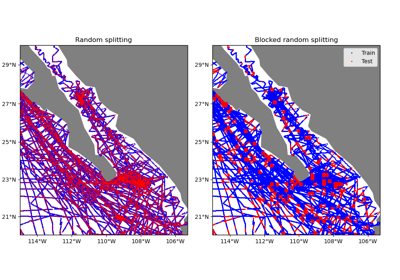 Random splitting
Blocked random splitting
Train
Test
29°N
27°N
25°N
23°N
21°N
114°W 112°W 110°W 108°W 106°W
29°N
27°N
25°N
23°N
21°N
114°W 112°W 110°W 108°W 106°W